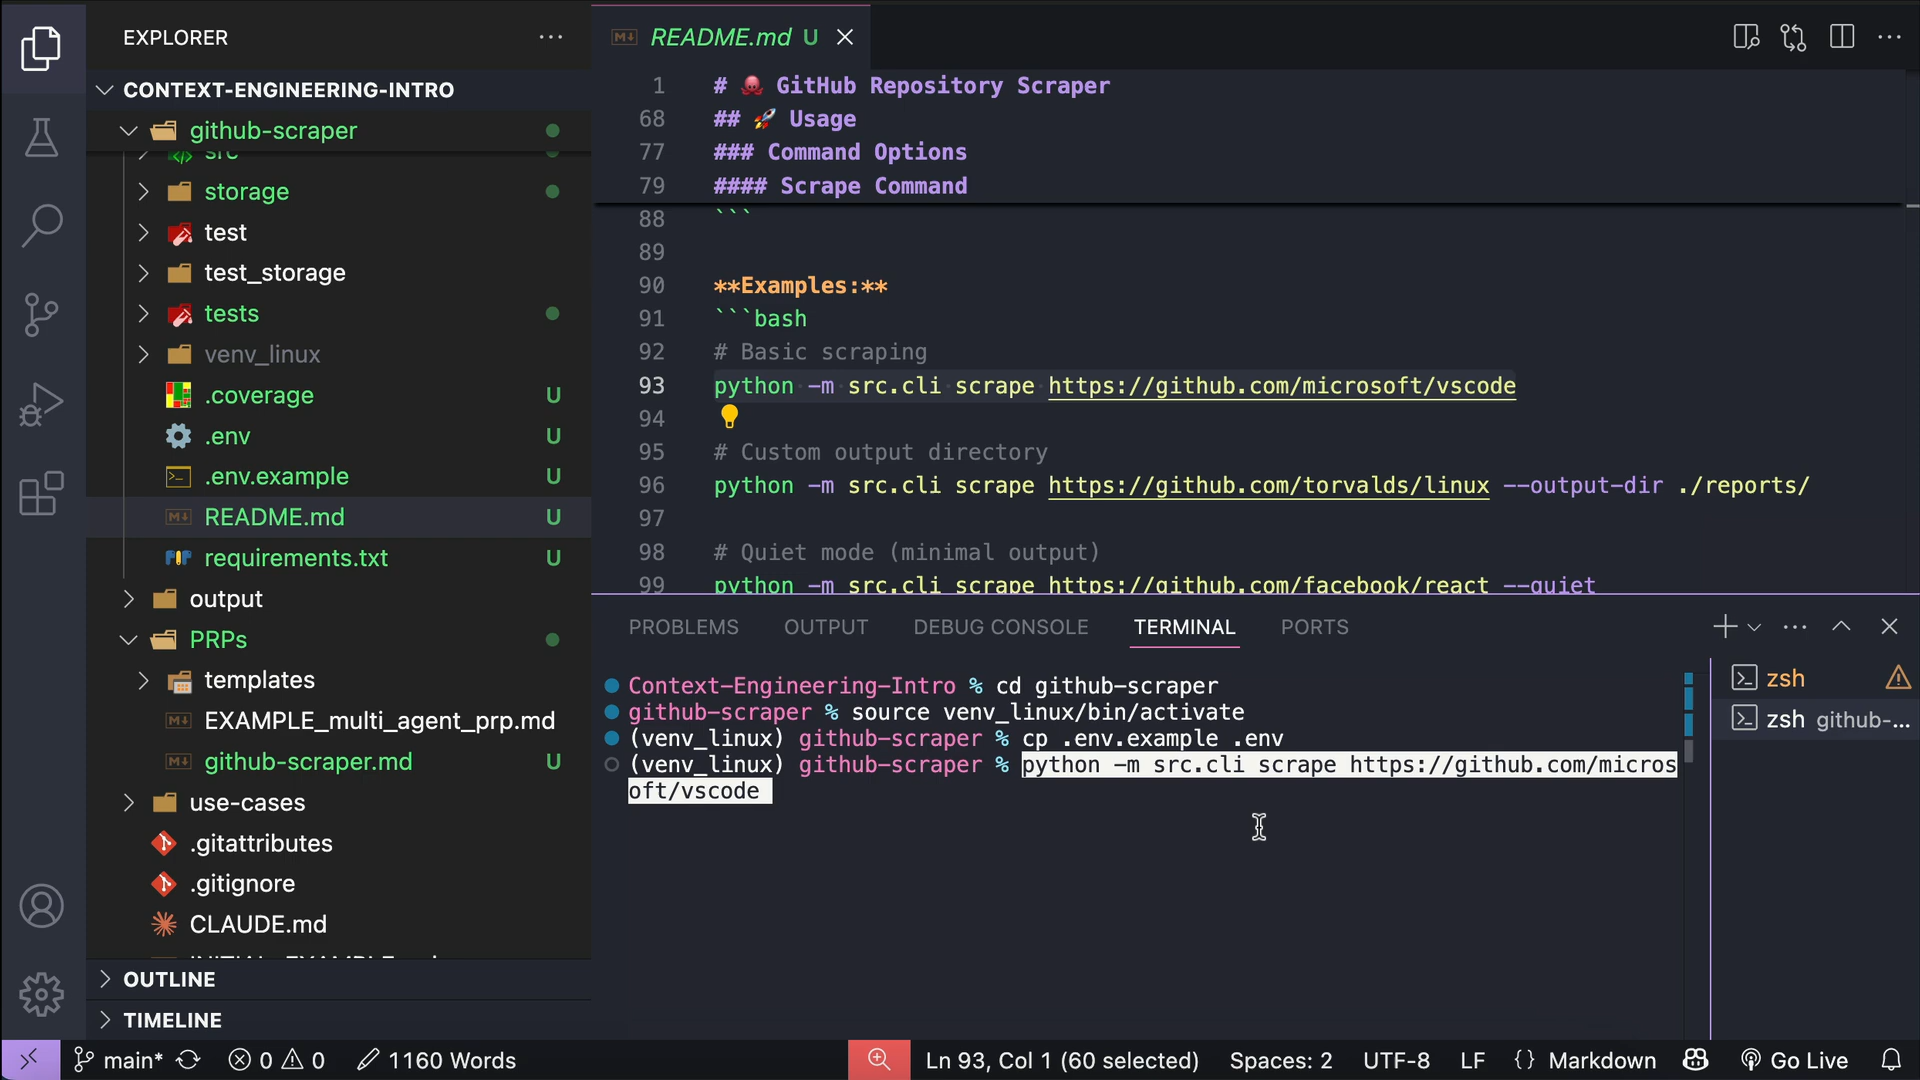 EXPLORER
CONTEXT-ENGINEERING-INTRO
github-scraper
src
storage
test
test_storage
tests
venv_linux
.coverage U
.env U
.env.example U
README.md U
requirements.txt U
output
PRPs
templates
EXAMPLE_multi_agent_prp.md
github-scraper.md U
use-cases
.gitattributes
.gitignore
CLAUDE.md
OUTLINE
TIMELINE
README.md U
1 # 🐙 GitHub Repository Scraper
68 ## 🚀 Usage
77 ### Command Options
79 #### Scrape Command
88 ```
89
90 **Examples:**
91 ```bash
92 # Basic scraping
93 python -m src.cli scrape https://github.com/microsoft/vscode
94
95 # Custom output directory
96 python -m src.cli scrape https://github.com/torvalds/linux --output-dir ./reports/
97
98 # Quiet mode (minimal output)
99 python -m src.cli scrape https://github.com/facebook/react --quiet
PROBLEMS OUTPUT DEBUG CONSOLE TERMINAL PORTS
Context-Engineering-Intro % cd github-scraper
github-scraper % source venv_linux/bin/activate
(venv_linux) github-scraper % cp .env.example .env
(venv_linux) github-scraper % python -m src.cli scrape https://github.com/micros
oft/vscode
zsh
zsh github-...
main* 0 0 1160 Words Ln 93, Col 1 (60 selected) Spaces: 2 UTF-8 LF {} Markdown Go Live